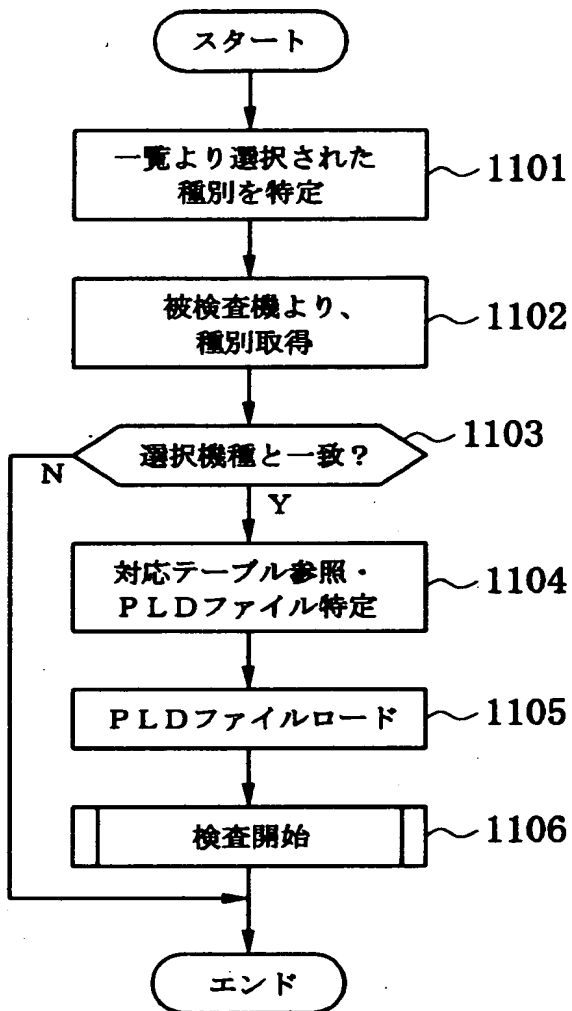 スタート
一覧より選択された
種別を特定
1101
被検査機より、
種別取得
1102
選択機種と一致？
1103
N
Y
対応テーブル参照・
ＰＬＤファイル特定
1104
ＰＬＤファイルロード
1105
検査開始
1106
エンド